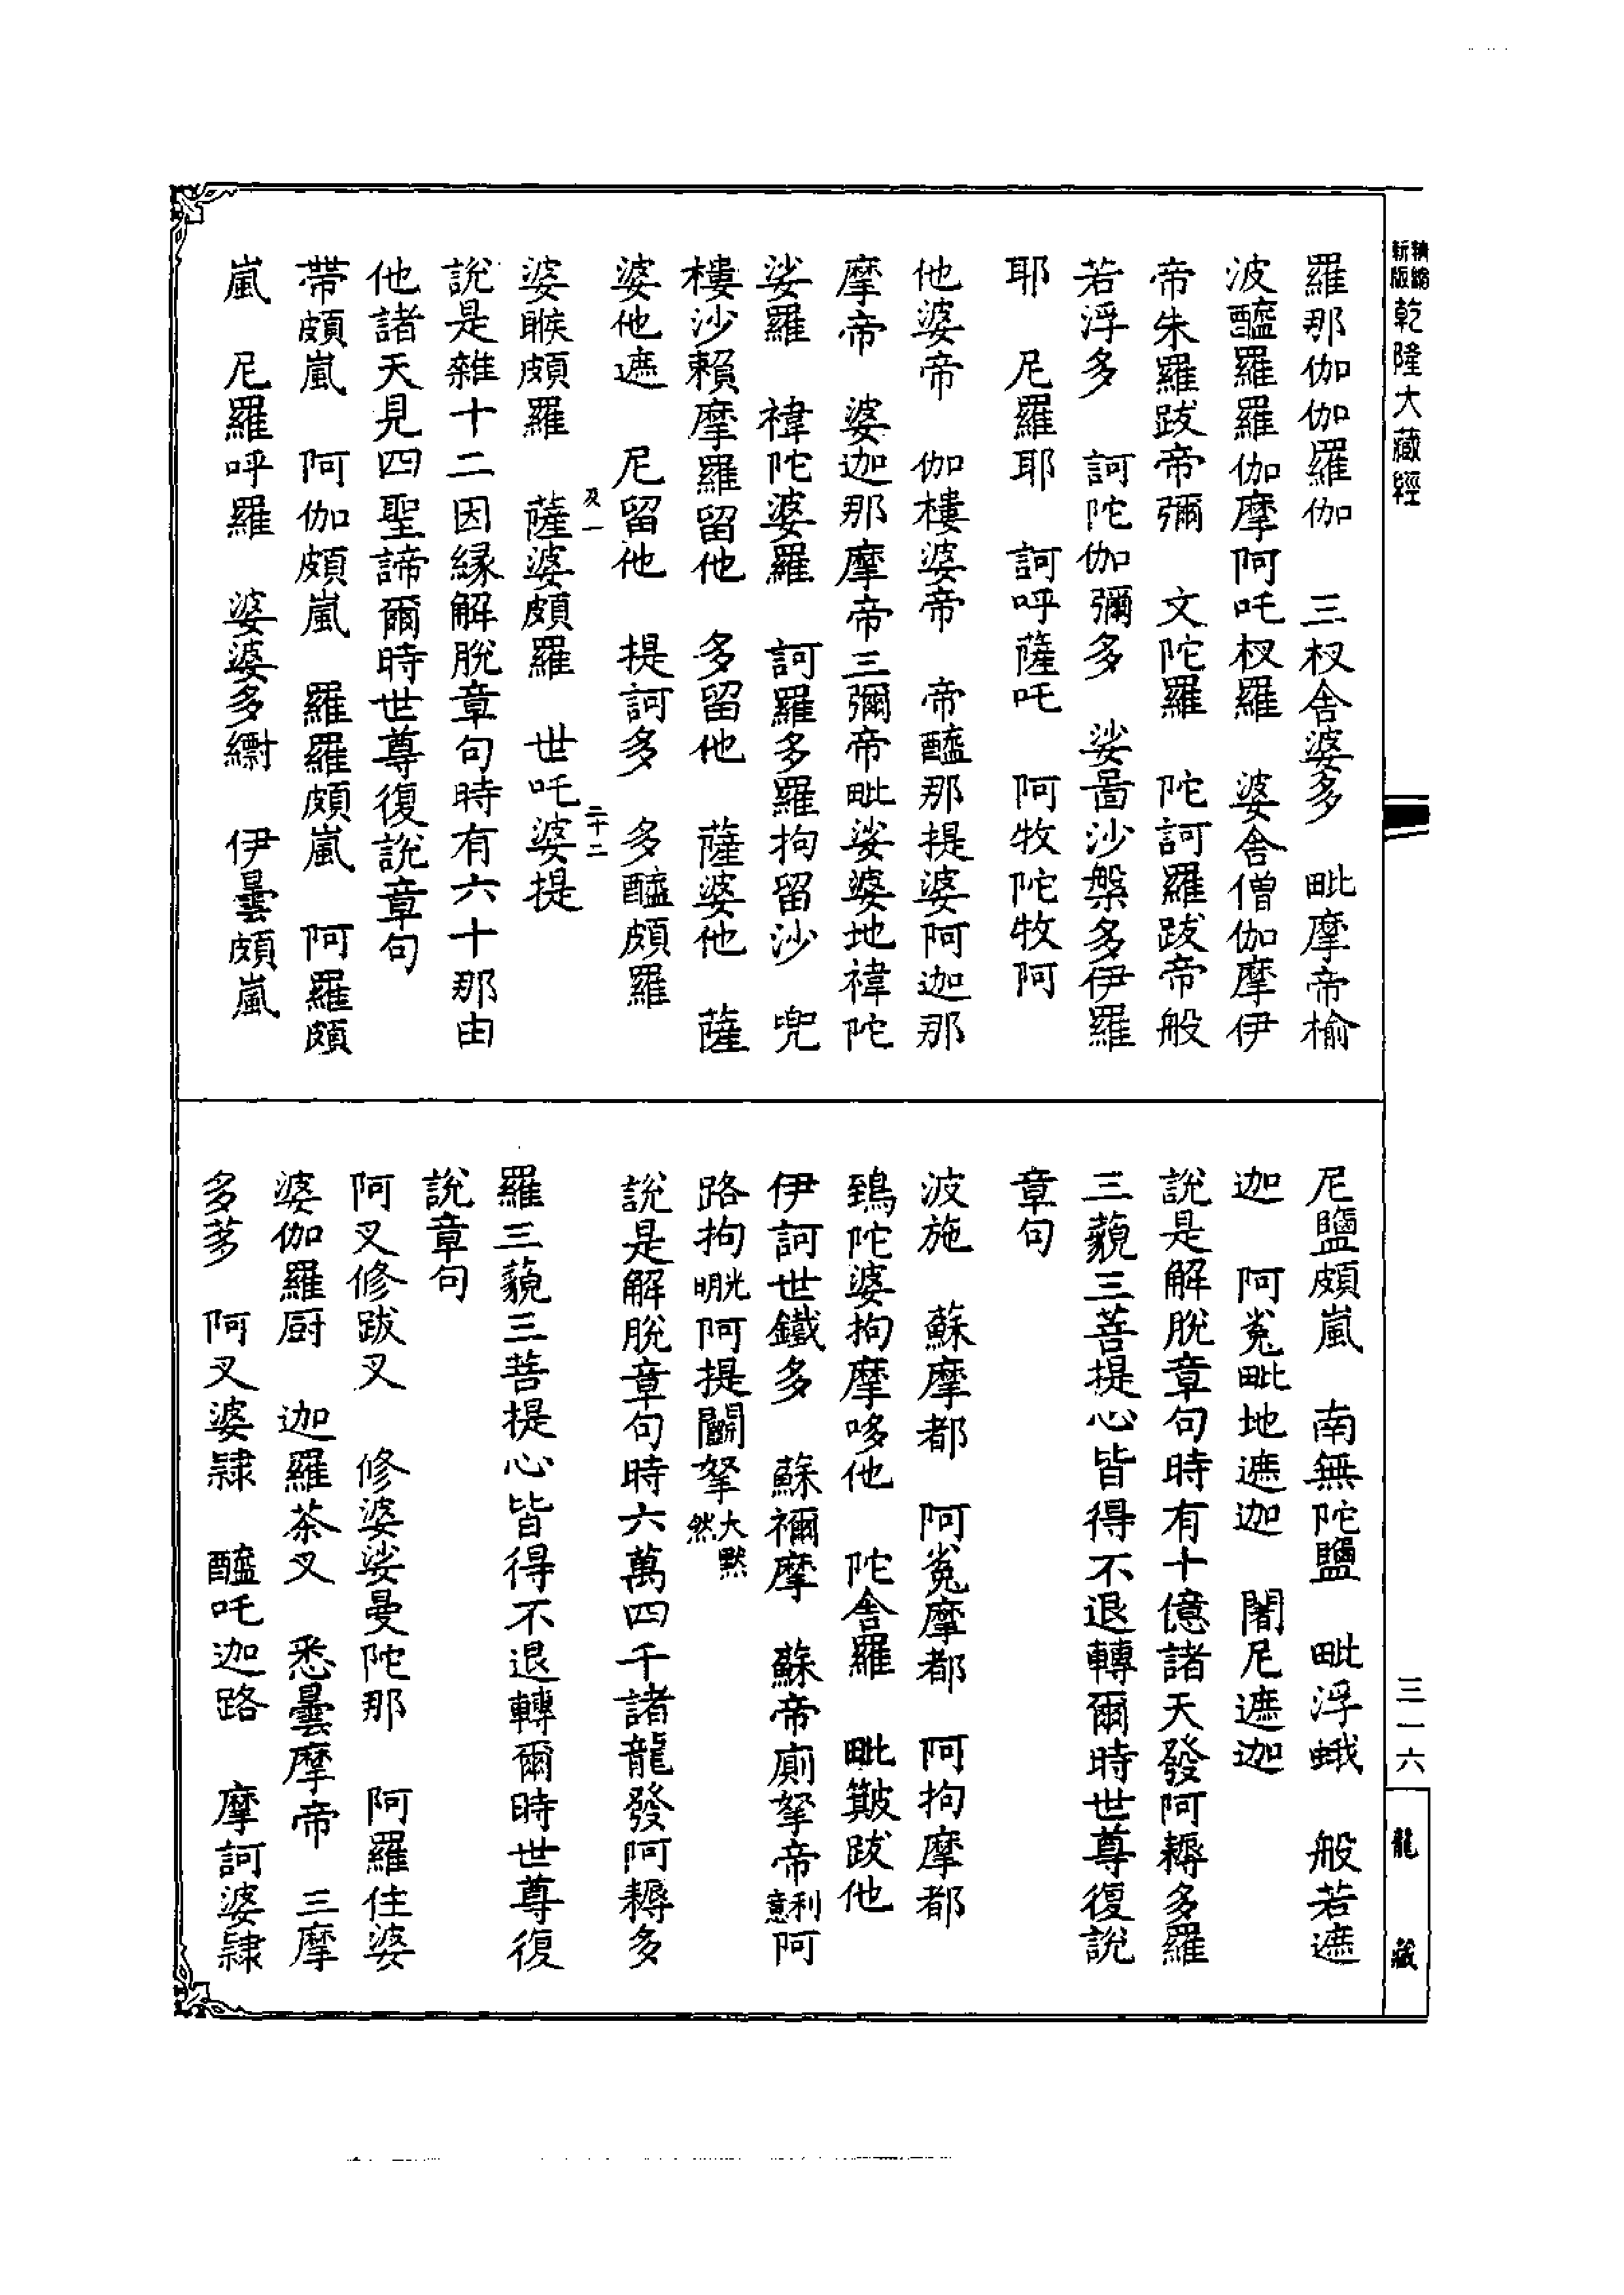 精縮新版乾隆大藏經
羅那伽伽羅伽　三杈舍婆多　毗摩帝榆
波醯羅羅伽摩阿吒杈羅　婆舍僧伽摩伊
帝朱羅跋帝彌　文陀羅　陀訶羅跋帝般
若浮多　訶陀伽彌多　娑啚沙槃多伊羅
耶　尼羅耶　訶呼薩吒　阿牧陀牧阿
他婆帝　伽樓婆帝　帝醯那提婆阿迦那
摩帝　婆迦那摩帝三彌帝毗娑婆地禕陀
娑羅　禕陀婆羅　訶羅多羅拘留沙　兜
樓沙賴摩羅留他　多留他　薩婆他　薩
婆他遮　尼留他　提訶多　多醯頗羅
婆睺頗羅　薩婆頗羅　世吒婆提
及一　二十二
說是雜十二因緣解脫章句時有六十那由
他諸天見四聖諦爾時世尊復說章句
帶頗嵐　阿伽頗嵐　羅羅頗嵐　阿羅頗
嵐　尼羅呼羅　婆婆多　伊曇頗嵐
尼鹽頗嵐　南無陀鹽　毗浮蛾　般若遮
迦　阿㝹毗地遮迦　闍尼遮迦
說是解脫章句時有十億諸天發阿耨多羅
三藐三菩提心皆得不退轉爾時世尊復說
章句
波施　蘇摩都　阿㝹摩都　阿拘摩都
鵄陀婆拘摩哆他　陀舍羅　毗簸跋他
伊訶世鐵多　蘇禰摩　蘇帝廁拏帝利意阿
路拘光明阿提鬬拏大默然
說是解脫章句時六萬四千諸龍發阿耨多
羅三藐三菩提心皆得不退轉爾時世尊復
說章句
阿叉修跋叉　修婆娑曼陀那　阿羅住婆
婆伽羅厨　迦羅茶叉　悉曇摩帝　三摩
多茤　阿叉婆隸　醯吒迦路　摩訶婆隸
三一六
龍藏